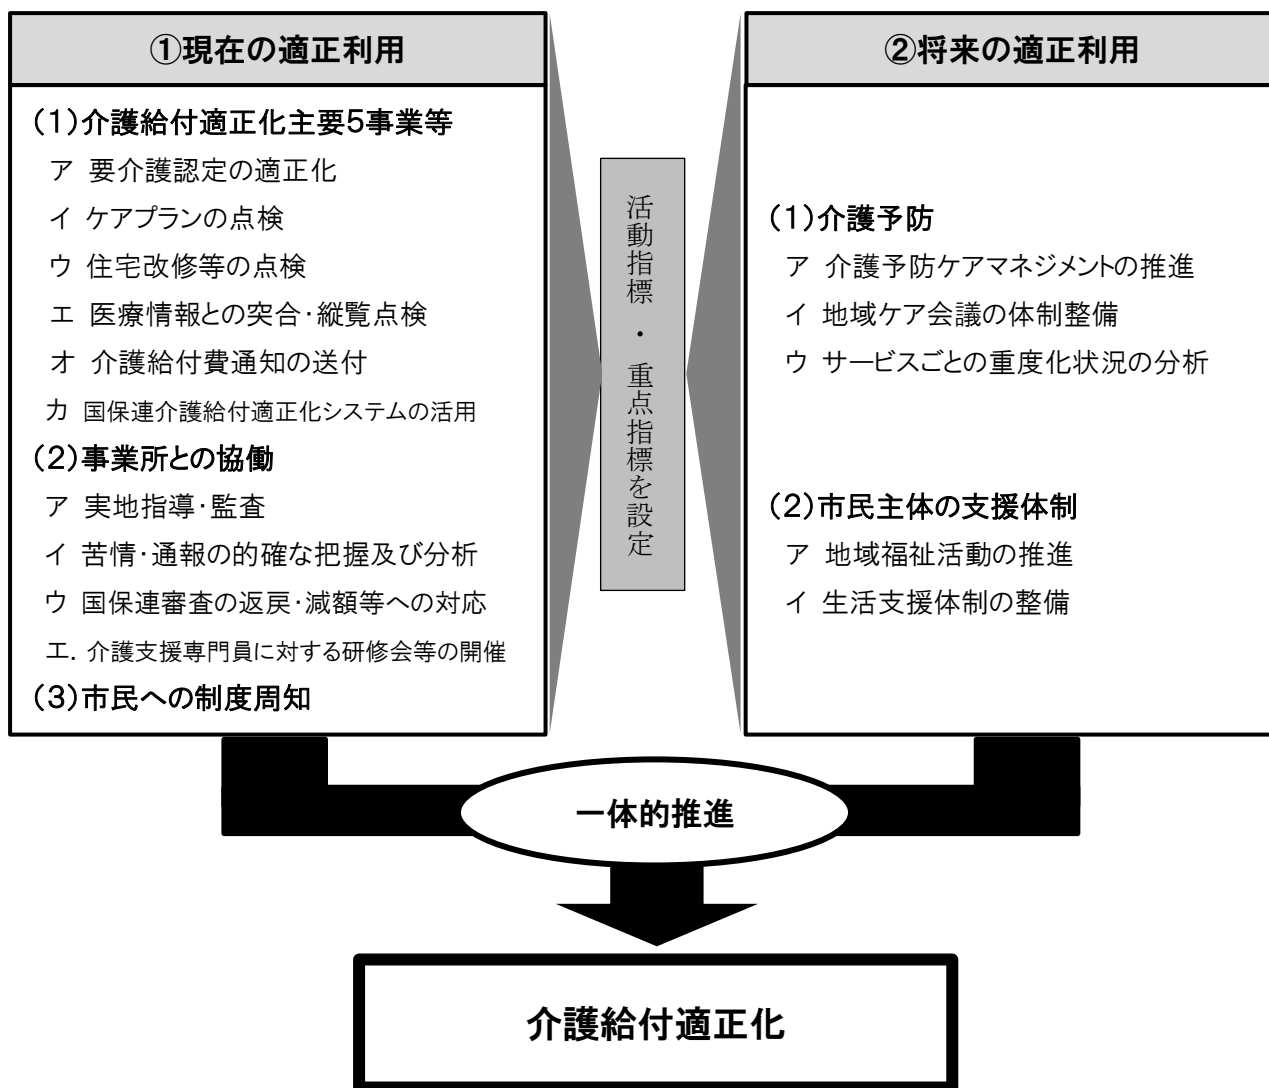 ①現在の適正利用
(1)介護給付適正化主要5事業等
ア 要介護認定の適正化
イ ケアプランの点検
ウ 住宅改修等の点検
エ 医療情報との突合・縦覧点検
オ 介護給付費通知の送付
カ 国保連介護給付適正化システムの活用
(2)事業所との協働
ア 実地指導・監査
イ 苦情・通報の的確な把握及び分析
ウ 国保連審査の返戻・減額等への対応
エ. 介護支援専門員に対する研修会等の開催
(3)市民への制度周知
活動指標・重点指標を設定
②将来の適正利用
(1)介護予防
ア 介護予防ケアマネジメントの推進
イ 地域ケア会議の体制整備
ウ サービスごとの重度化状況の分析
(2)市民主体の支援体制
ア 地域福祉活動の推進
イ 生活支援体制の整備
一体的推進
介護給付適正化